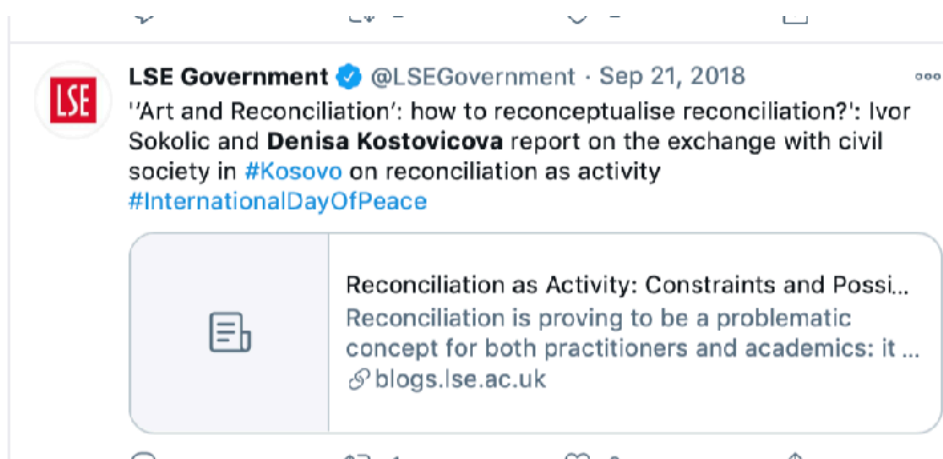 LSE
LSE Government @LSEGovernment · Sep 21, 2018
''Art and Reconciliation': how to reconceptualise reconciliation?': Ivor
Sokolic and Denisa Kostovicova report on the exchange with civil
society in #Kosovo on reconciliation as activity
#InternationalDayOfPeace
Reconciliation as Activity: Constraints and Possi...
Reconciliation is proving to be a problematic
concept for both practitioners and academics: it ...
blogs.lse.ac.uk